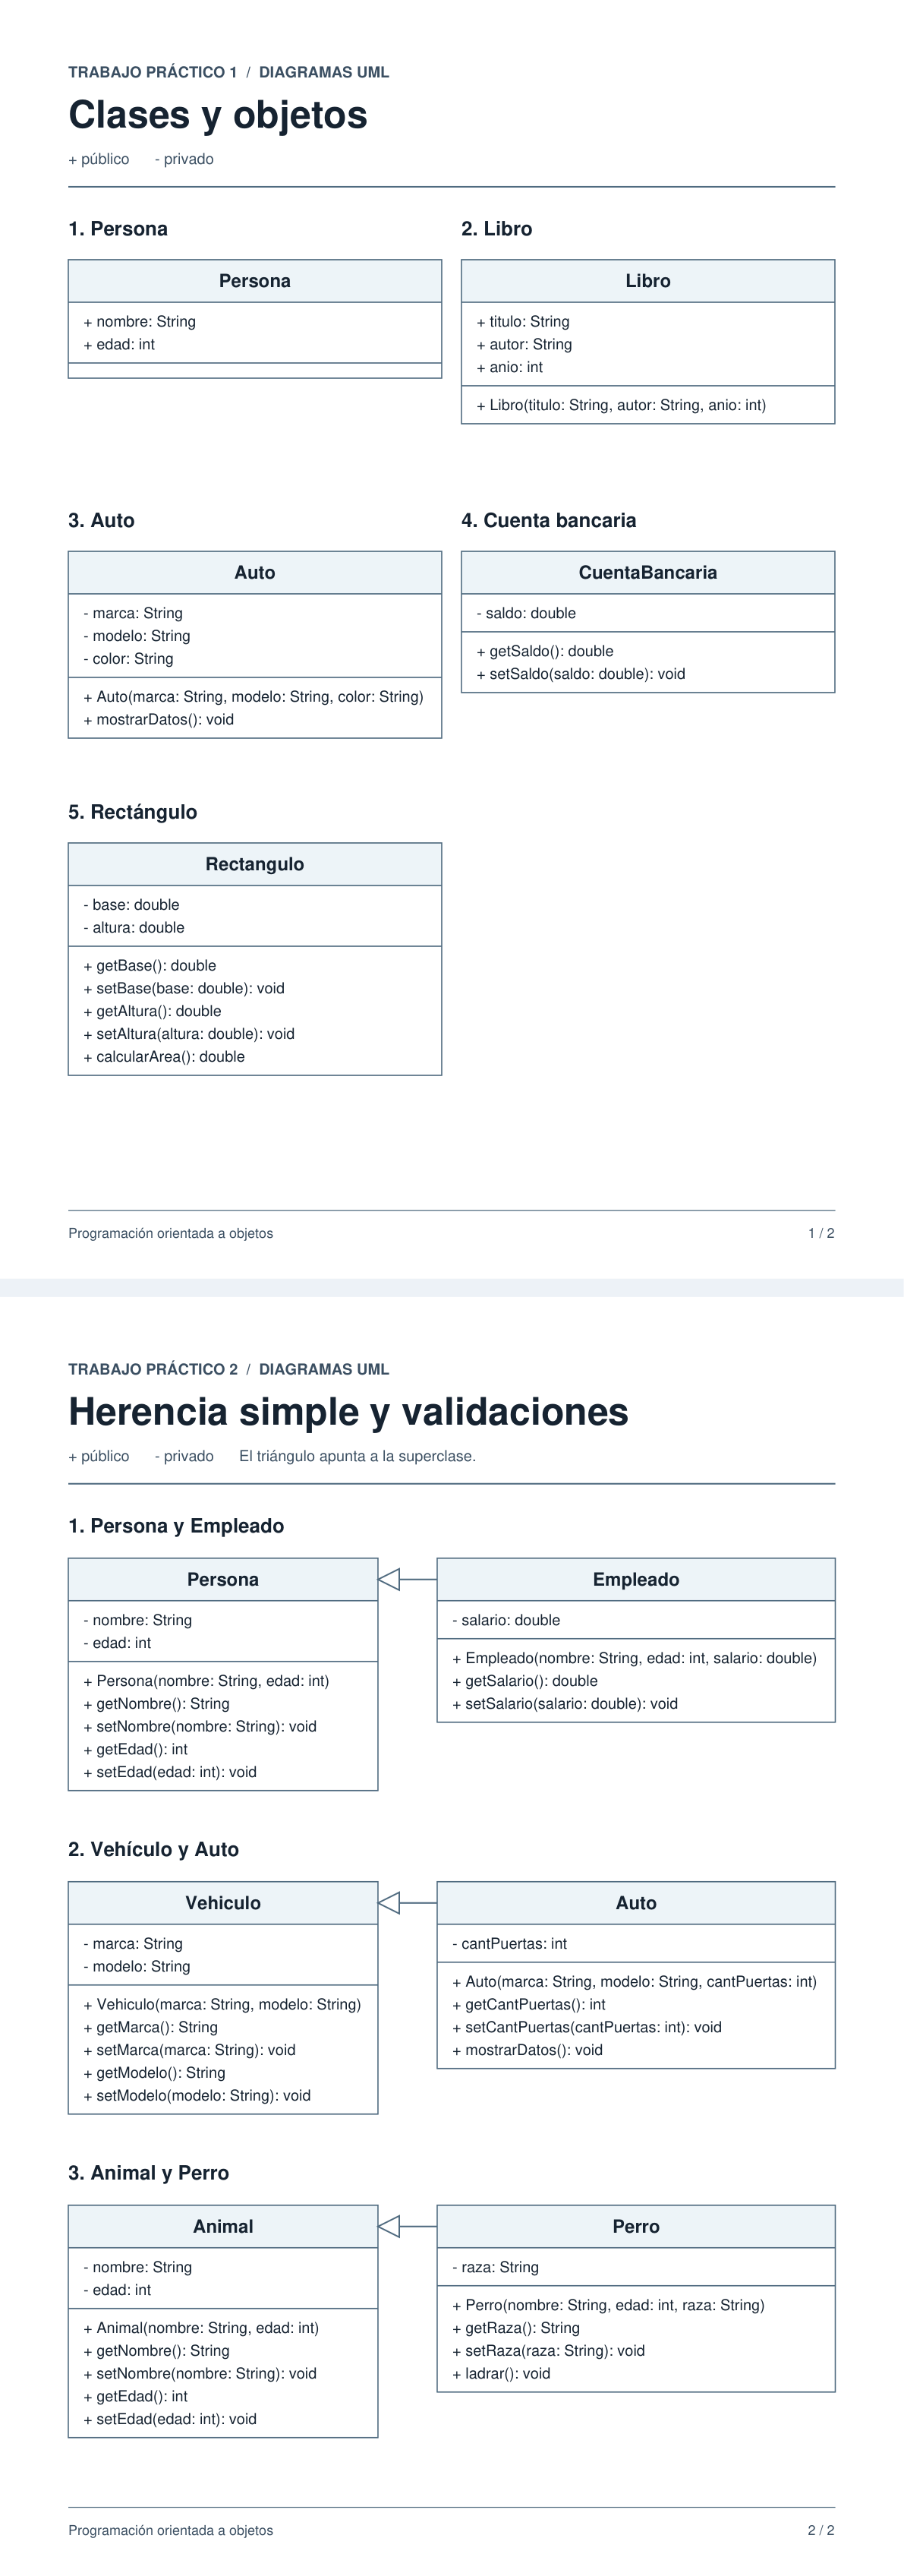 TRABAJO PRÁCTICO 1 / DIAGRAMAS UML
Clases y objetos
+ público - privado
1. Persona
Persona
+ nombre: String
+ edad: int
2. Libro
Libro
+ titulo: String
+ autor: String
+ anio: int
+ Libro(titulo: String, autor: String, anio: int)
3. Auto
Auto
- marca: String
- modelo: String
- color: String
+ Auto(marca: String, modelo: String, color: String)
+ mostrarDatos(): void
4. Cuenta bancaria
CuentaBancaria
- saldo: double
+ getSaldo(): double
+ setSaldo(saldo: double): void
5. Rectángulo
Rectangulo
- base: double
- altura: double
+ getBase(): double
+ setBase(base: double): void
+ getAltura(): double
+ setAltura(altura: double): void
+ calcularArea(): double
Programación orientada a objetos 1 / 2
TRABAJO PRÁCTICO 2 / DIAGRAMAS UML
Herencia simple y validaciones
+ público - privado El triángulo apunta a la superclase.
1. Persona y Empleado
Persona
- nombre: String
- edad: int
+ Persona(nombre: String, edad: int)
+ getNombre(): String
+ setNombre(nombre: String): void
+ getEdad(): int
+ setEdad(edad: int): void
Empleado
- salario: double
+ Empleado(nombre: String, edad: int, salario: double)
+ getSalario(): double
+ setSalario(salario: double): void
2. Vehículo y Auto
Vehiculo
- marca: String
- modelo: String
+ Vehiculo(marca: String, modelo: String)
+ getMarca(): String
+ setMarca(marca: String): void
+ getModelo(): String
+ setModelo(modelo: String): void
Auto
- cantPuertas: int
+ Auto(marca: String, modelo: String, cantPuertas: int)
+ getCantPuertas(): int
+ setCantPuertas(cantPuertas: int): void
+ mostrarDatos(): void
3. Animal y Perro
Animal
- nombre: String
- edad: int
+ Animal(nombre: String, edad: int)
+ getNombre(): String
+ setNombre(nombre: String): void
+ getEdad(): int
+ setEdad(edad: int): void
Perro
- raza: String
+ Perro(nombre: String, edad: int, raza: String)
+ getRaza(): String
+ setRaza(raza: String): void
+ ladrar(): void
Programación orientada a objetos 2 / 2